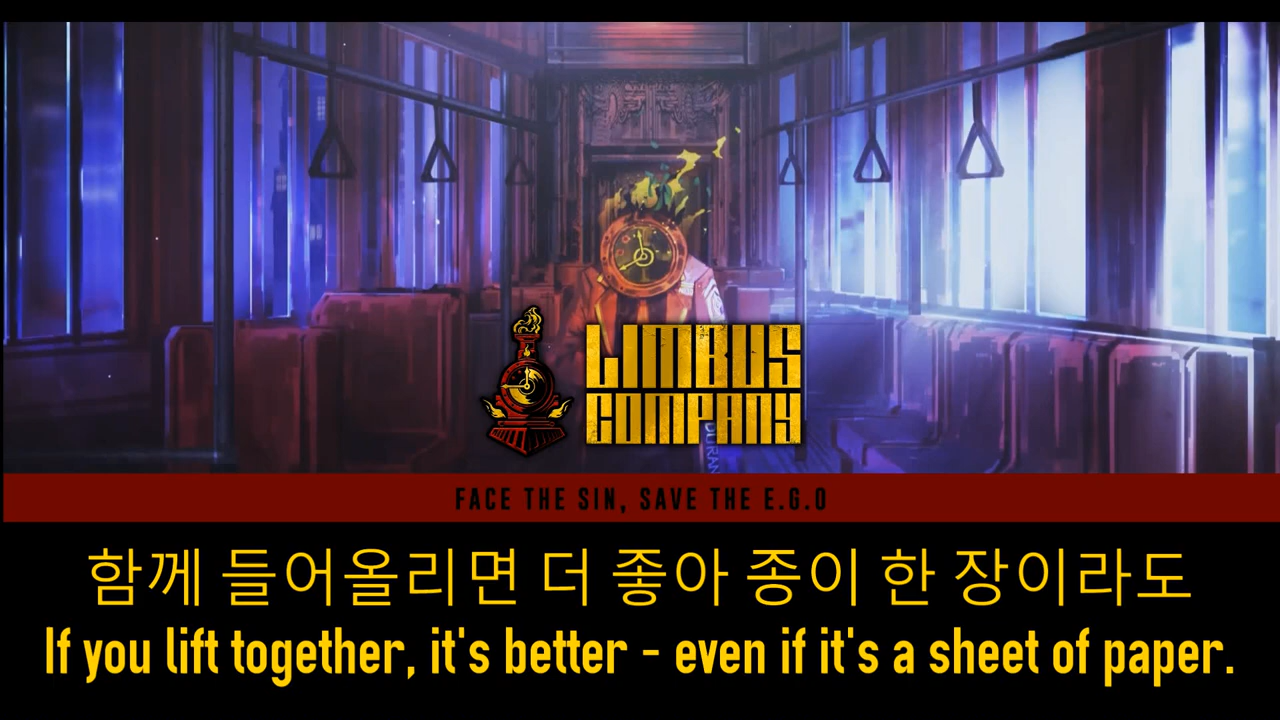 LIMBUS
COMPANY
FACE THE SIN, SAVE THE E.G.O
함께 들어올리면 더 좋아 종이 한 장이라도
If you lift together, it's better - even if it's a sheet of paper.